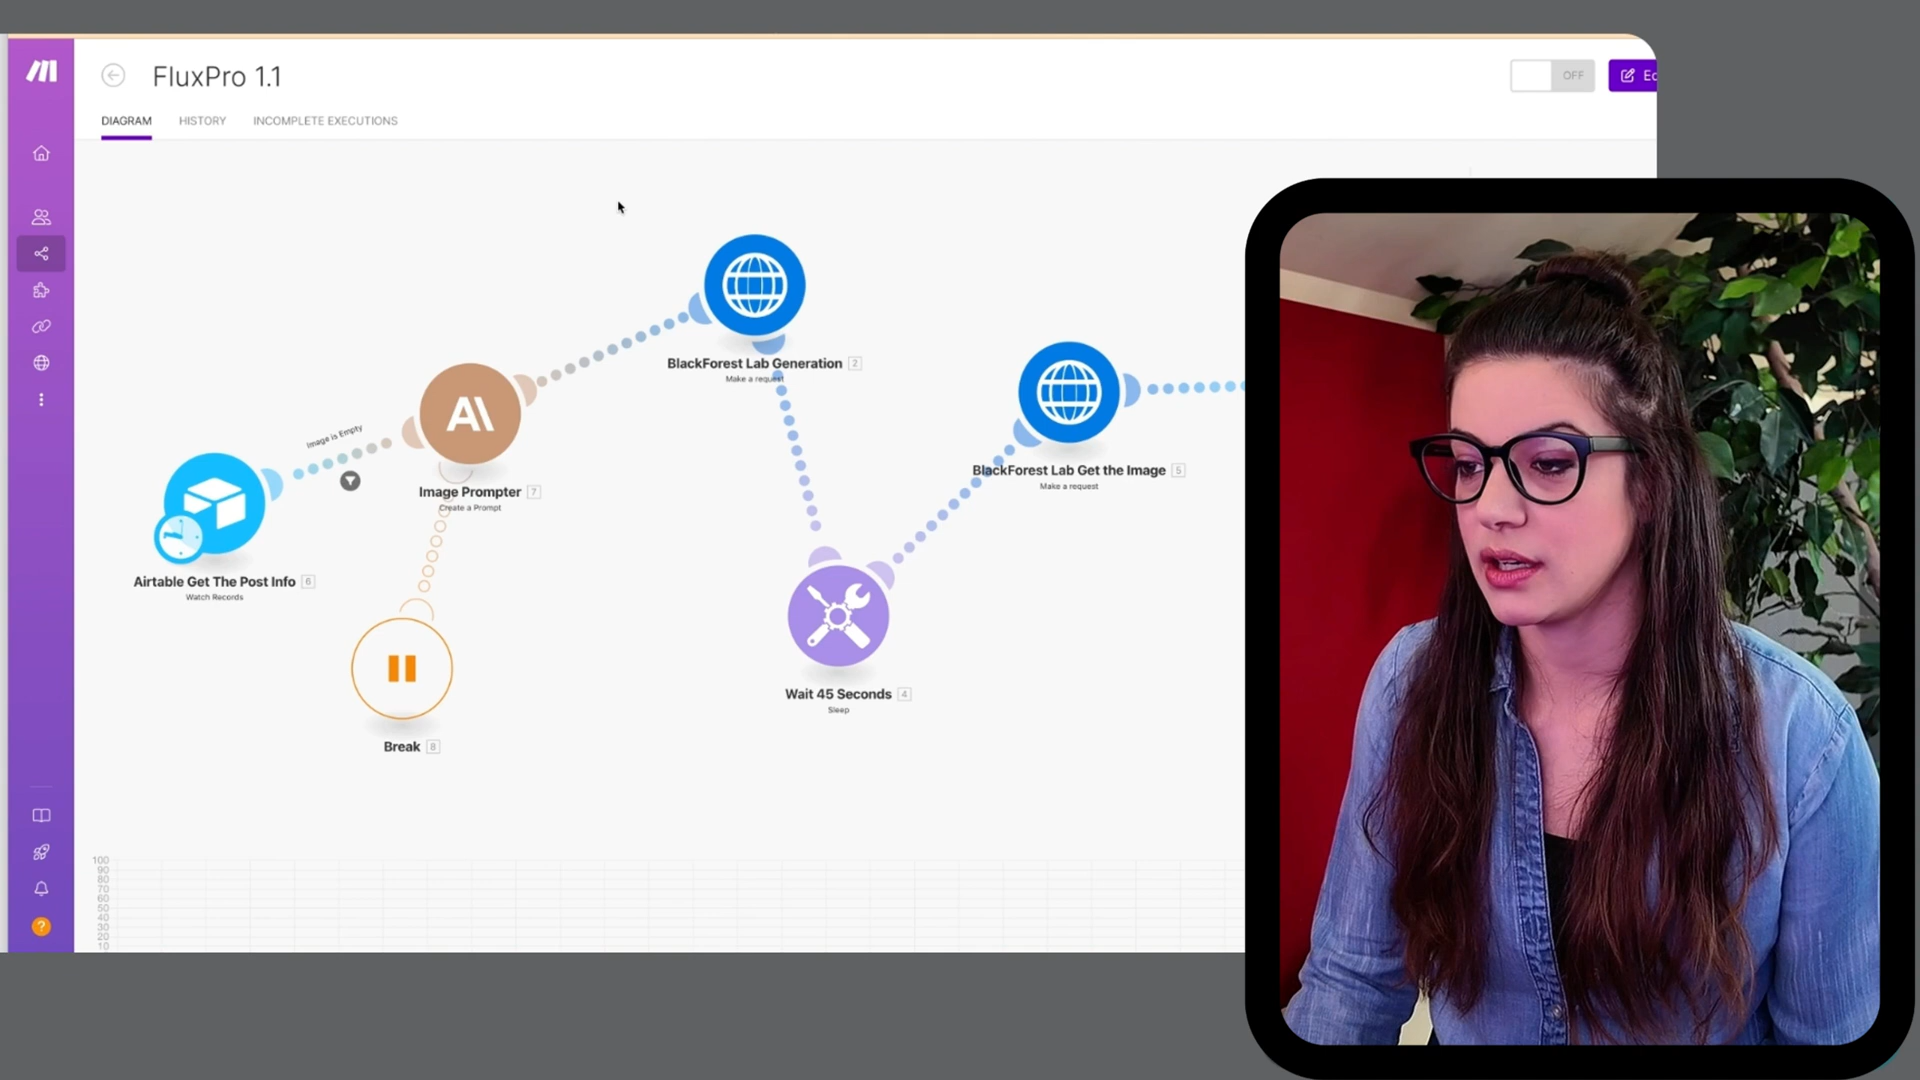 FluxPro 1.1
OFF
DIAGRAM
HISTORY
INCOMPLETE EXECUTIONS
BlackForest Lab Generation 2
Make a request
Image is Empty
BlackForest Lab Get the Image 5
Make a request
Image Prompter 7
Create a Prompt
Airtable Get The Post Info 6
Watch Records
Wait 45 Seconds 4
Sleep
Break 8
100
90
80
70
60
50
40
30
20
10
?